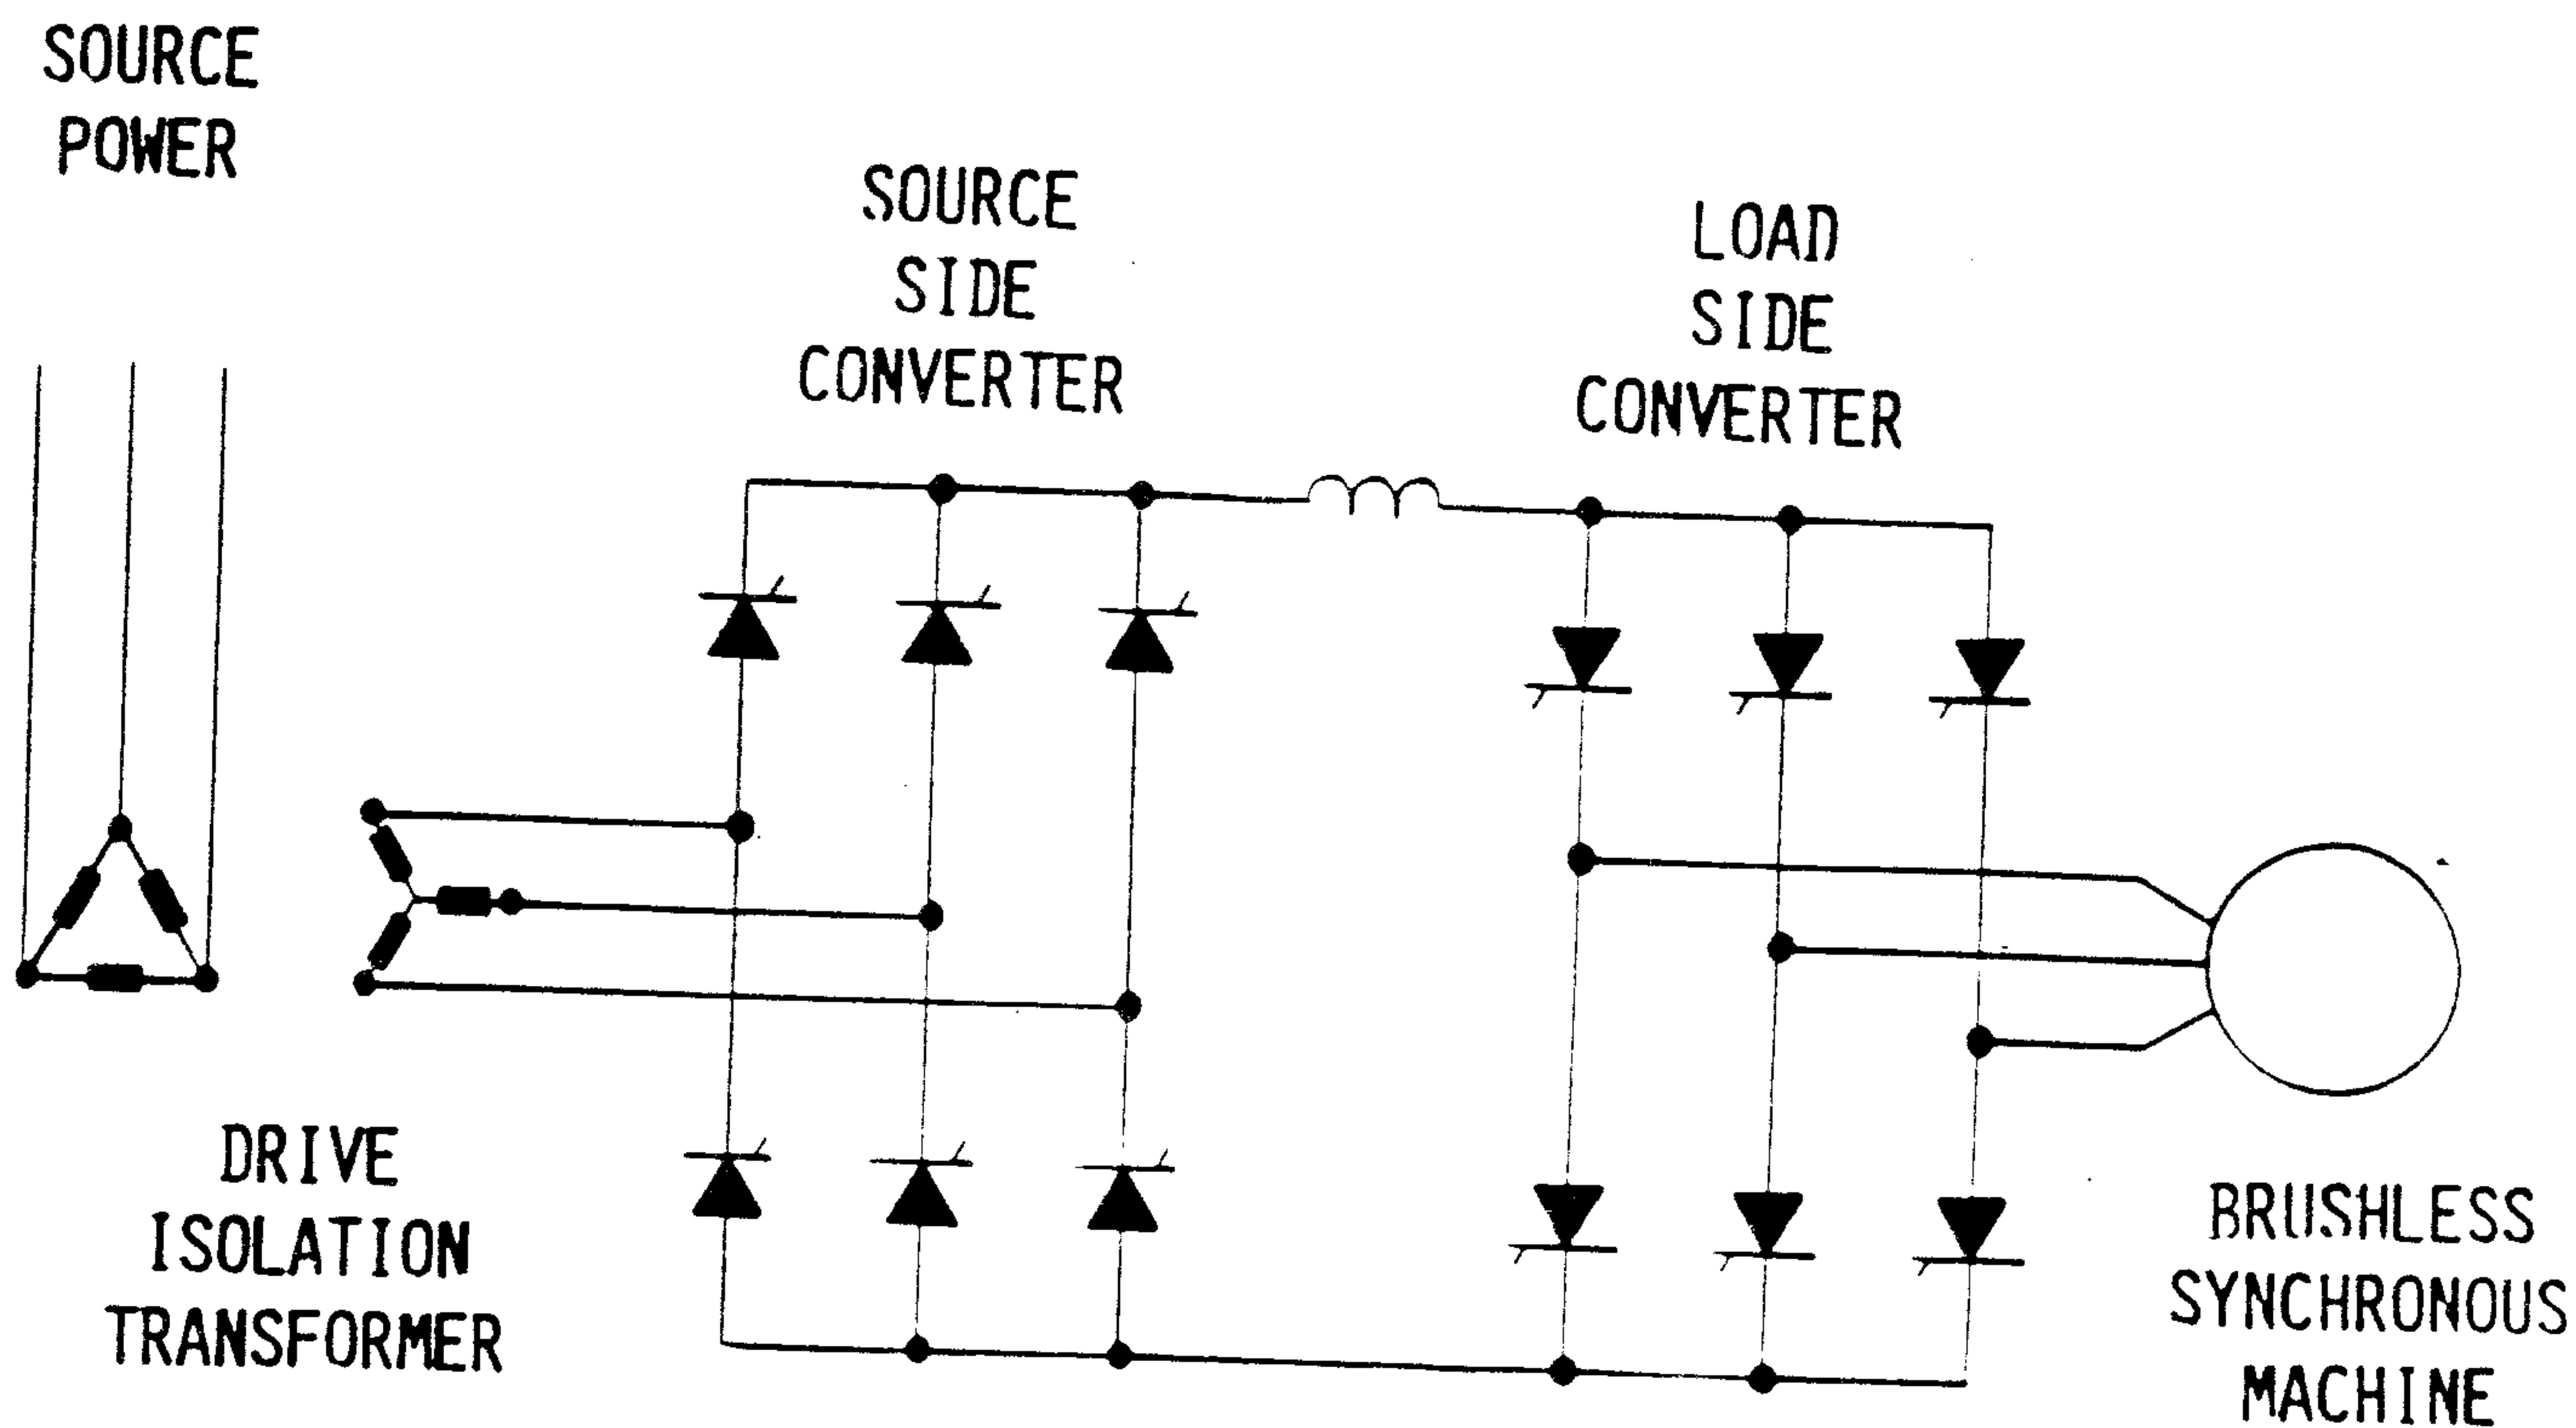 SOURCE
POWER
SOURCE
SIDE
CONVERTER
LOAD
SIDE
CONVERTER
DRIVE
ISOLATION
TRANSFORMER
BRUSHLESS
SYNCHRONOUS
MACHINE